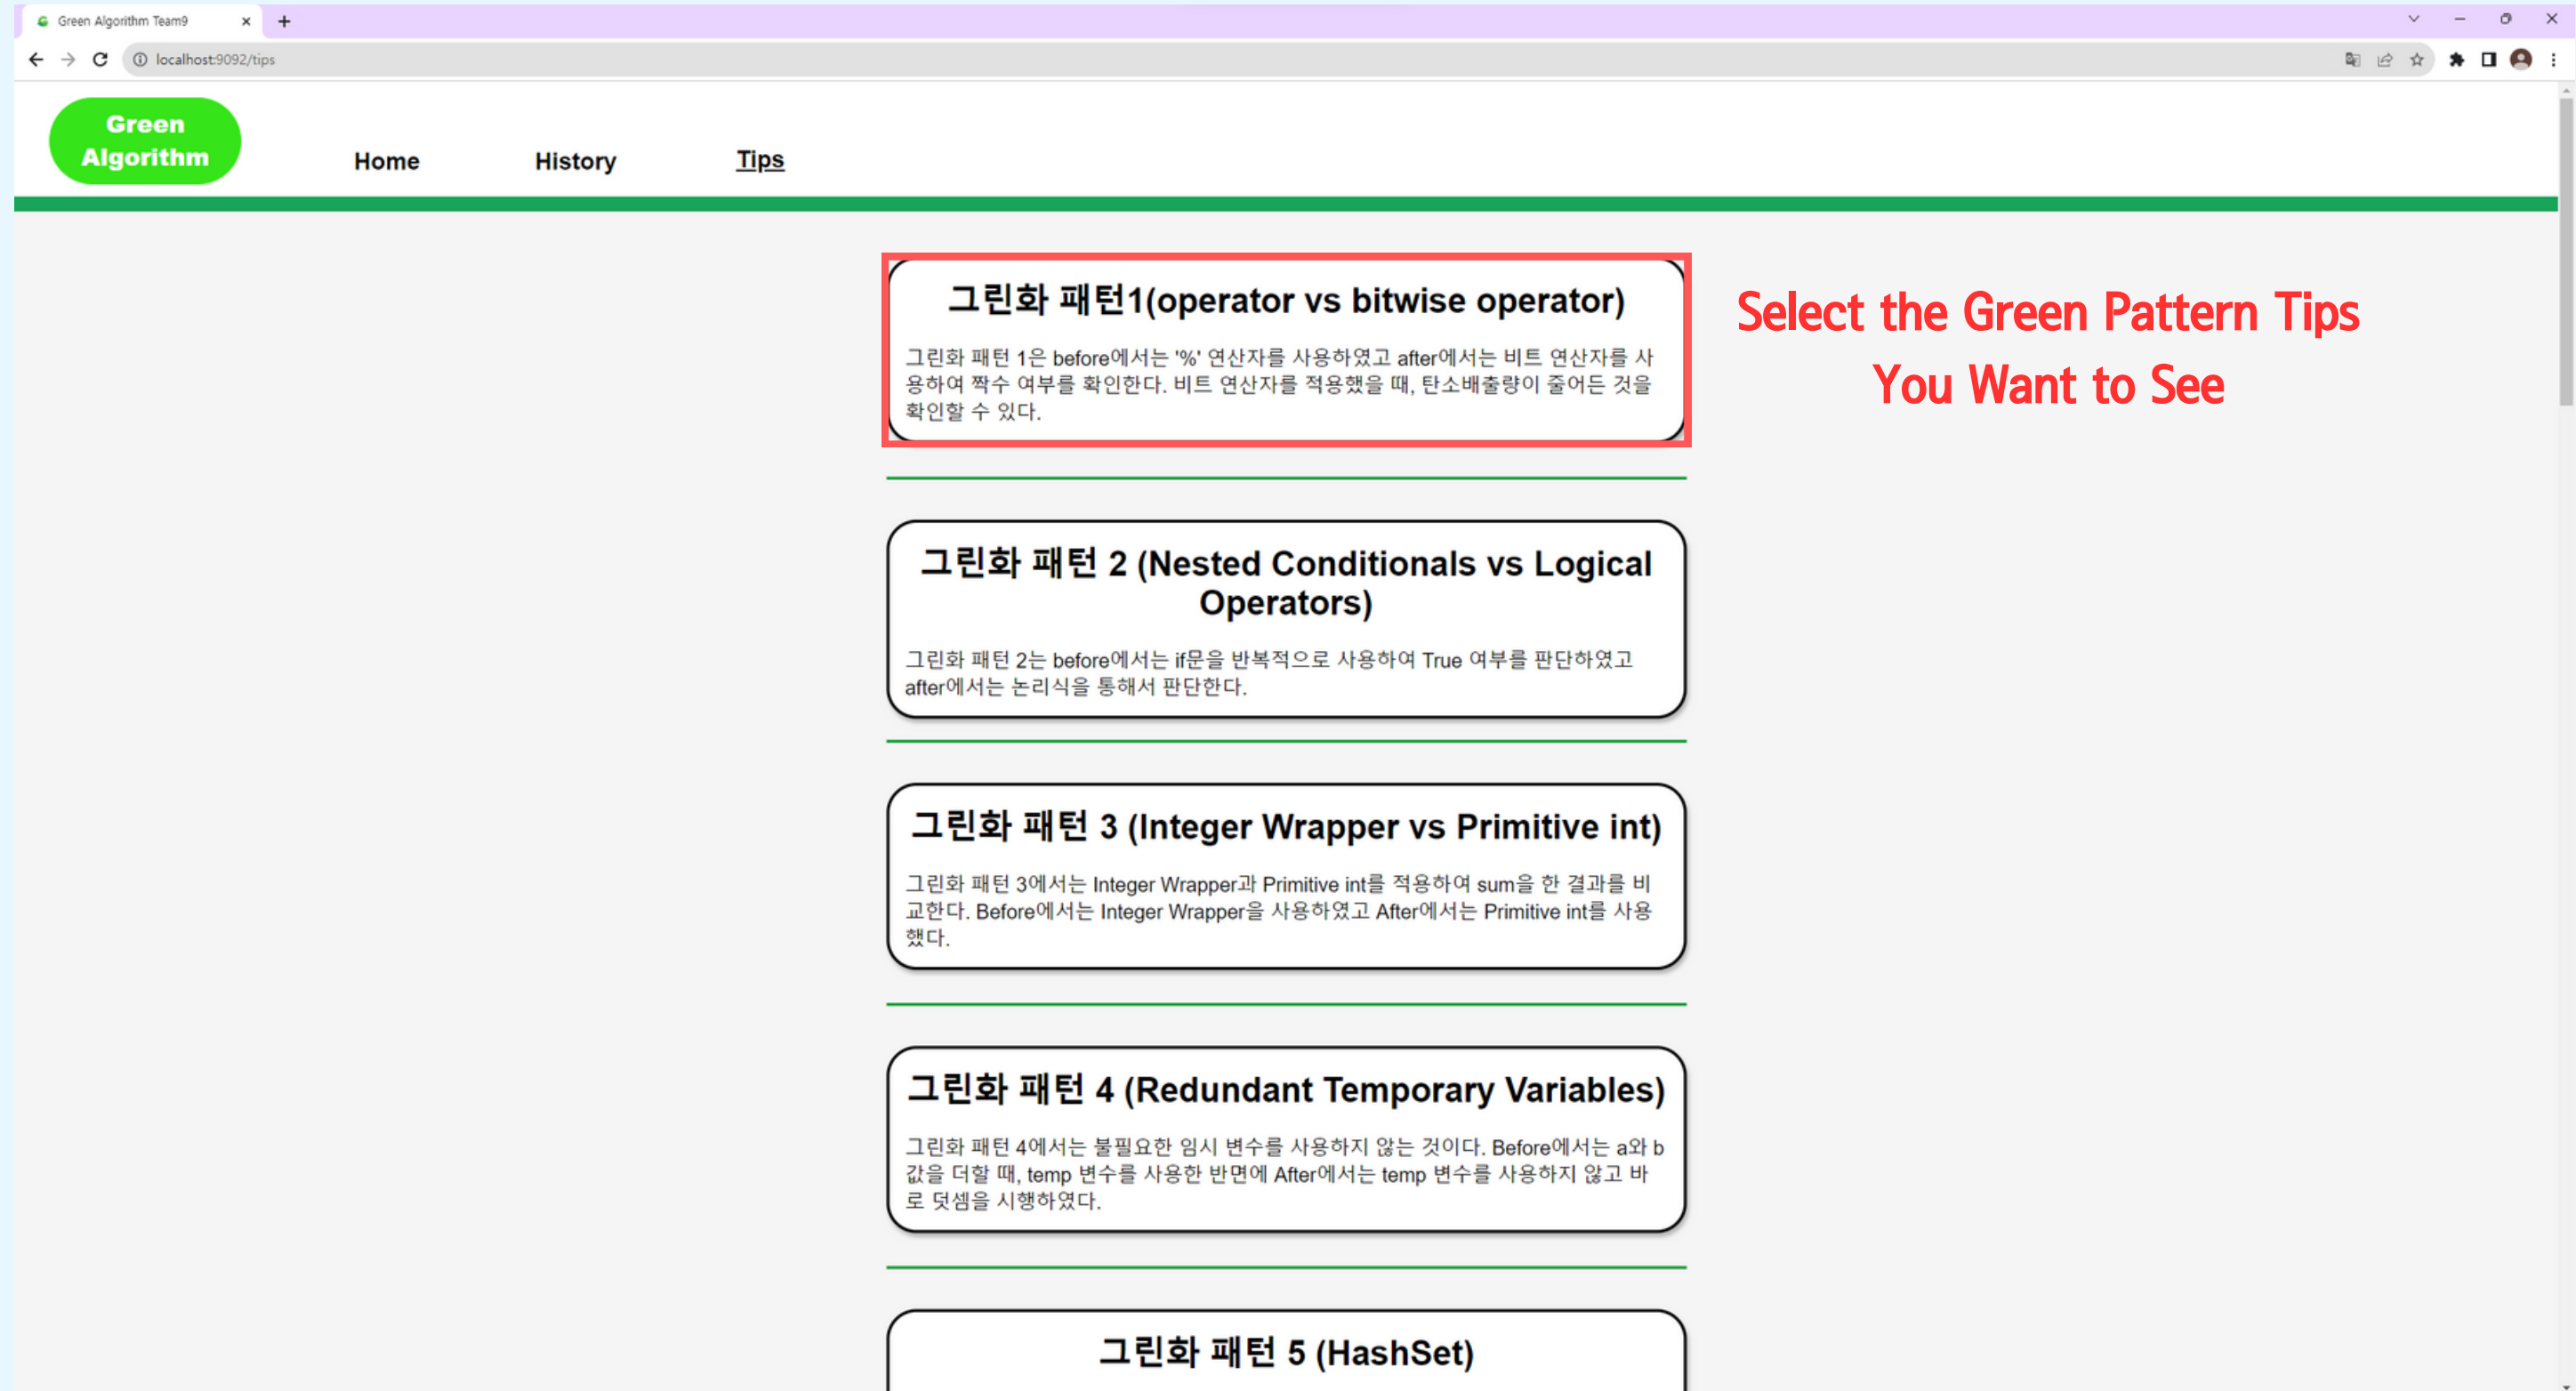 Green Algorithm Team9
localhost:9092/tips
Green
Algorithm
Home
History
Tips
그린화 패턴1(operator vs bitwise operator)
그린화 패턴 1은 before에서는 '%' 연산자를 사용하였고 after에서는 비트 연산자를 사
용하여 짝수 여부를 확인한다. 비트 연산자를 적용했을 때, 탄소배출량이 줄어든 것을
확인할 수 있다.
Select the Green Pattern Tips
You Want to See
그린화 패턴 2 (Nested Conditionals vs Logical
Operators)
그린화 패턴 2는 before에서는 if문을 반복적으로 사용하여 True 여부를 판단하였고
after에서는 논리식을 통해서 판단한다.
그린화 패턴 3 (Integer Wrapper vs Primitive int)
그린화 패턴 3에서는 Integer Wrapper과 Primitive int를 적용하여 sum을 한 결과를 비
교한다. Before에서는 Integer Wrapper을 사용하였고 After에서는 Primitive int를 사용
했다.
그린화 패턴 4 (Redundant Temporary Variables)
그린화 패턴 4에서는 불필요한 임시 변수를 사용하지 않는 것이다. Before에서는 a와 b
값을 더할 때, temp 변수를 사용한 반면에 After에서는 temp 변수를 사용하지 않고 바
로 덧셈을 시행하였다.
그린화 패턴 5 (HashSet)